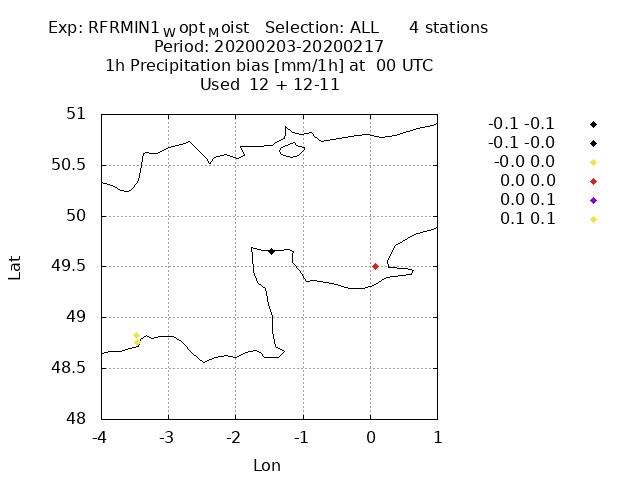 Exp: RFRMIN1WoptMoist   Selection: ALL      4 stations
Period: 20200203-20200217
1h Precipitation bias [mm/1h] at  00 UTC
Used  12 + 12-11
51
50.5
50
49.5
49
48.5
48
-4 -3 -2 -1 0 1
Lat
Lon
-0.1 -0.1
-0.1 -0.0
-0.0 0.0
0.0 0.0
0.0 0.1
0.1 0.1